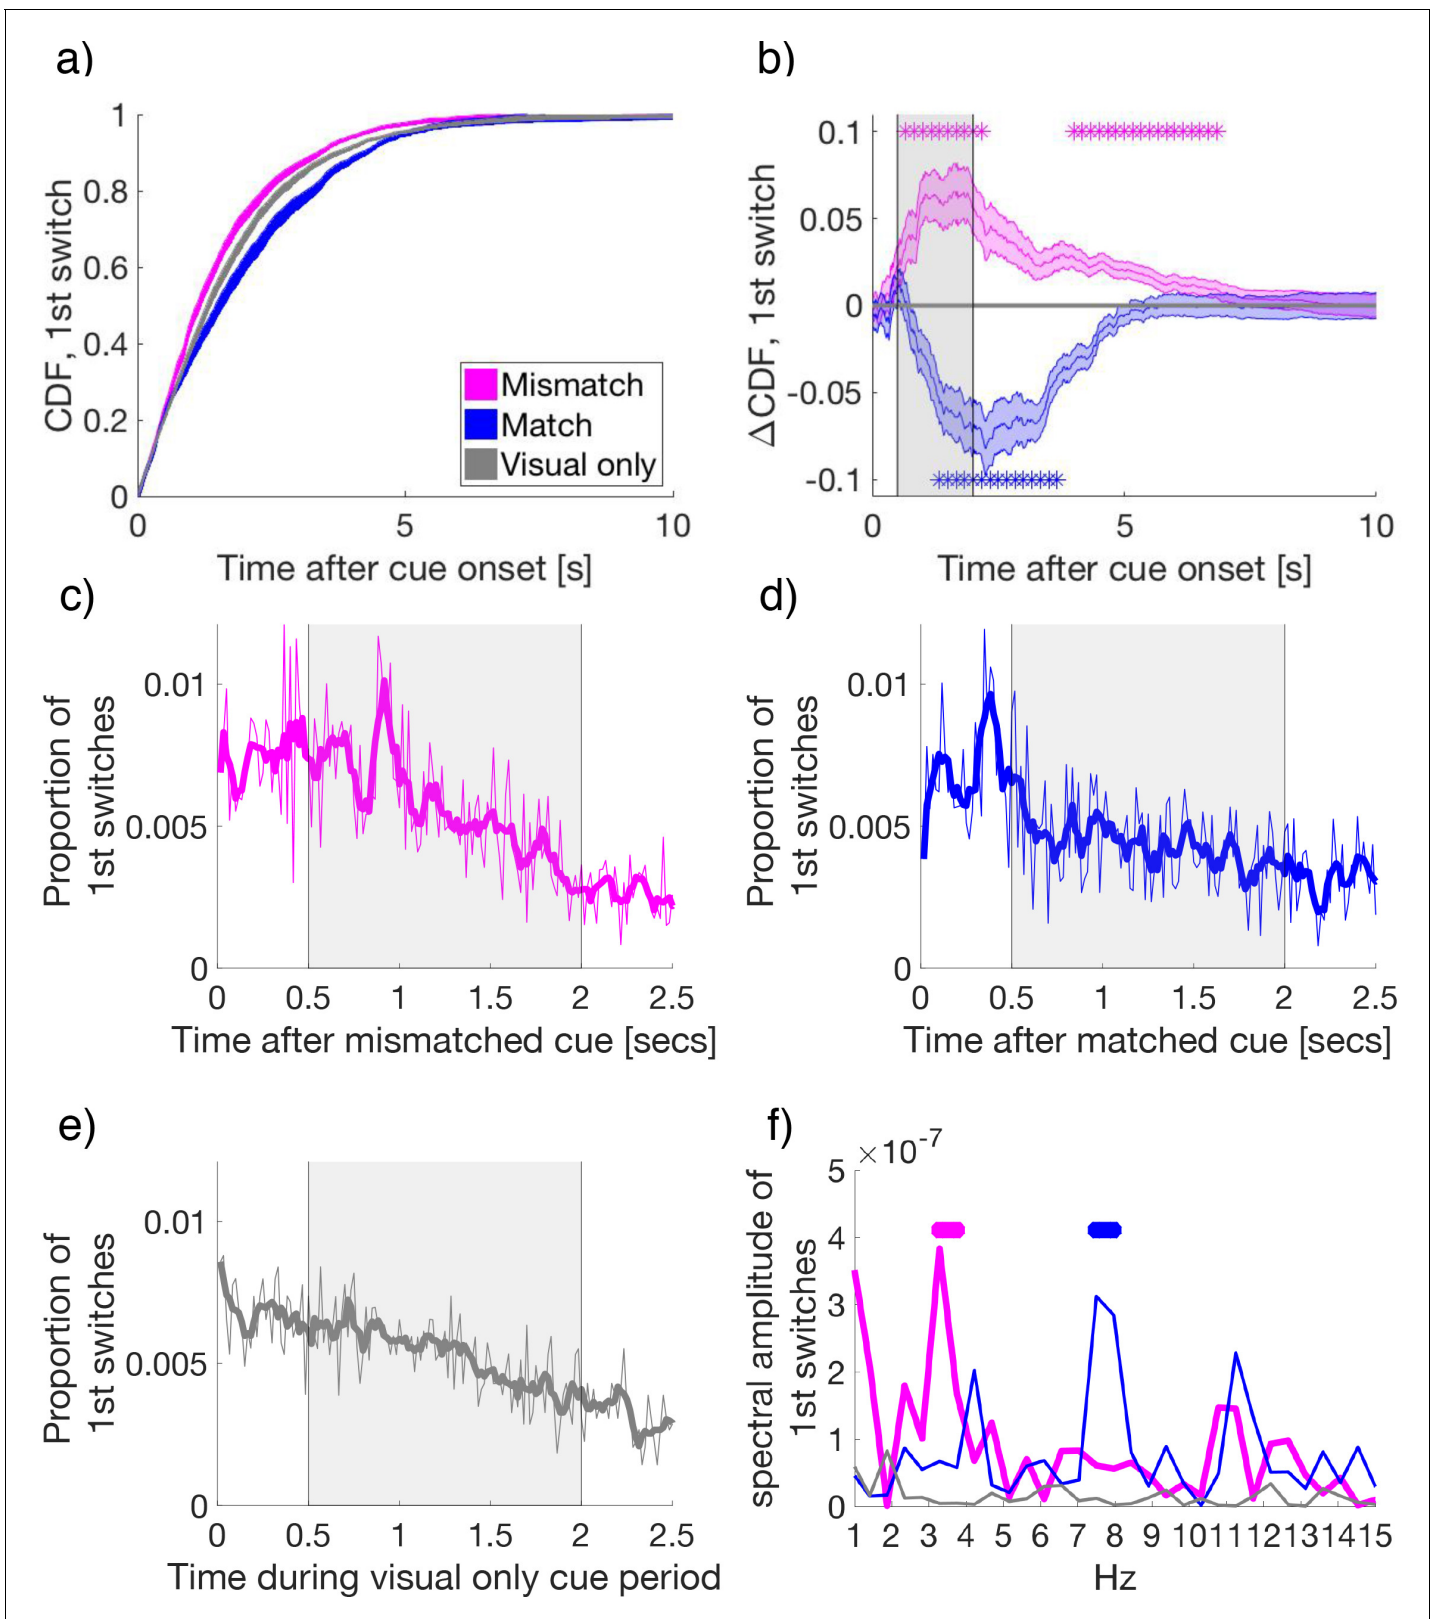 a)
CDF, 1st switch
1
0.8
0.6
0.4
0.2
0
0
5
10
Time after cue onset [s]
Mismatch
Match
Visual only
b)
ΔCDF, 1st switch
0.1
0.05
0
-0.05
-0.1
0
5
10
Time after cue onset [s]
c)
Proportion of
1st switches
0.01
0.005
0
0
0.5
1
1.5
2
2.5
Time after mismatched cue [secs]
d)
Proportion of
1st switches
0.01
0.005
0
0
0.5
1
1.5
2
2.5
Time after matched cue [secs]
e)
Proportion of
1st switches
0.01
0.005
0
0
0.5
1
1.5
2
2.5
Time during visual only cue period
f)
spectral amplitude of
1st switches
×10-7
5
4
3
2
1
0
1 2 3 4 5 6 7 8 9 10 11 12 13 14 15
Hz